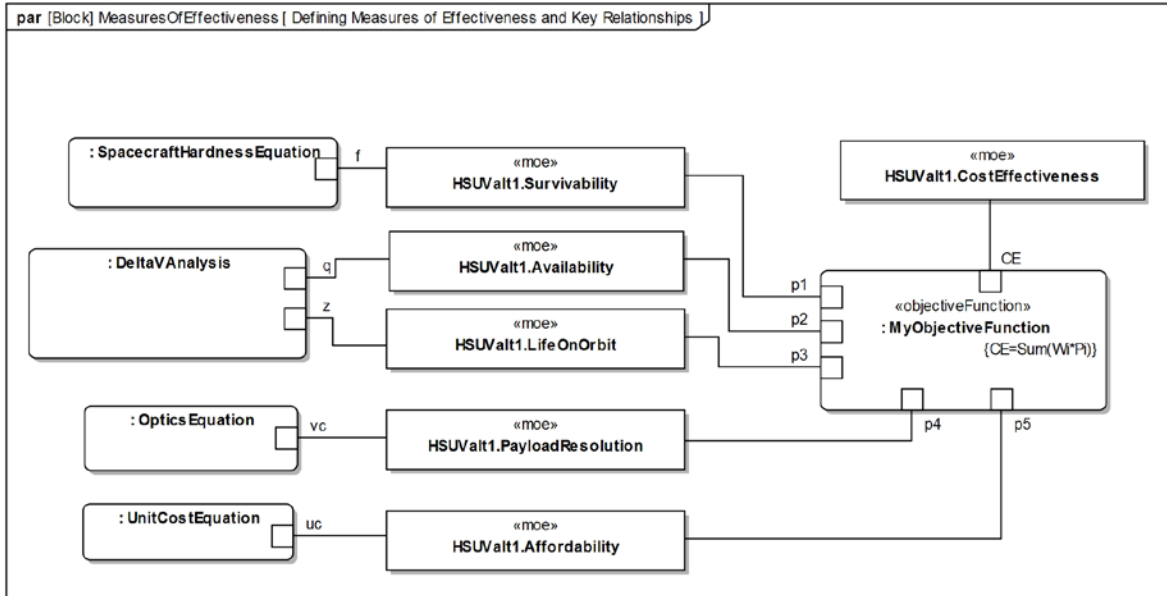 par [Block] MeasuresOfEffectiveness [ Defining Measures of Effectiveness and Key Relationships ]
: SpacecraftHardnessEquation
f
«moe»
HSUValt1.Survivability
«moe»
HSUValt1.CostEffectiveness
: DeltaVAnalysis
q
z
«moe»
HSUValt1.Availability
«moe»
HSUValt1.LifeOnOrbit
CE
p1
p2
p3
«objectiveFunction»
: MyObjectiveFunction
{CE=Sum(Wi*Pi)}
p4
p5
: OpticsEquation
vc
«moe»
HSUValt1.PayloadResolution
: UnitCostEquation
uc
«moe»
HSUValt1.Affordability